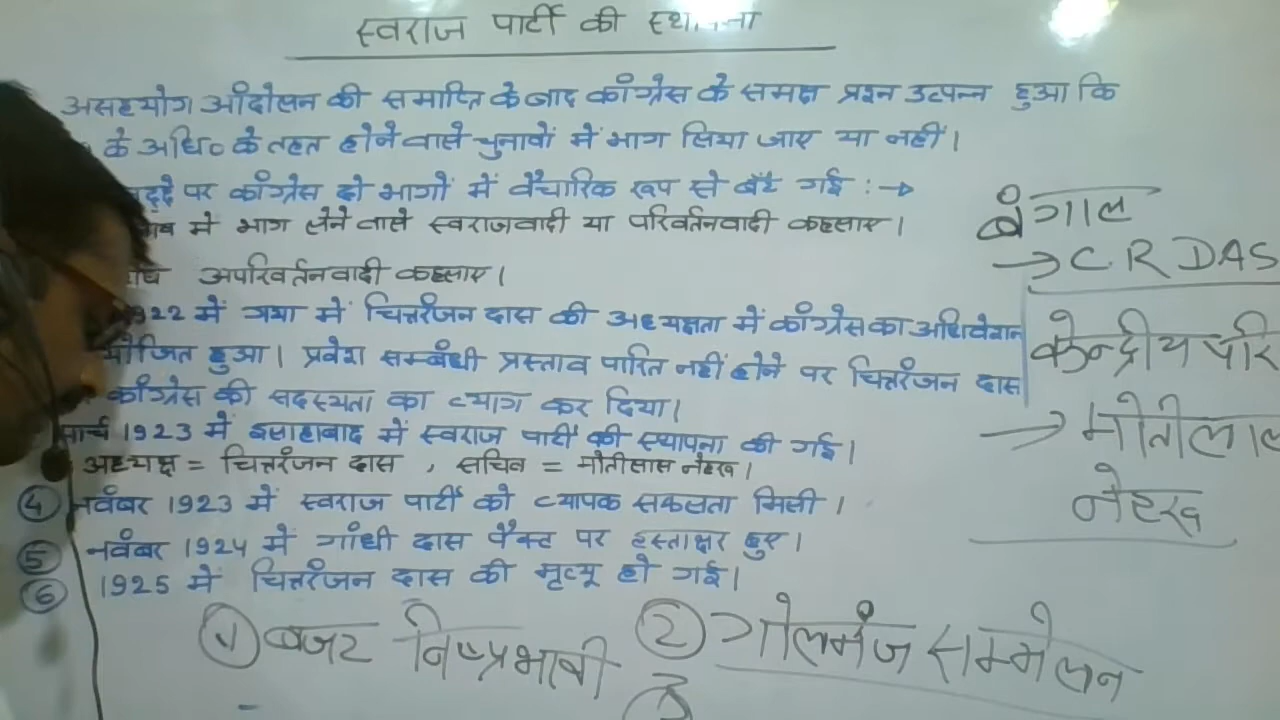 स्वराज पार्टी की
असहयोग आंदोलन की समाप्ति के बाद काँग्रेस के समक्ष प्रश्न उत्पन्न हुआ कि
के अधि० के तहत होने वाले चुनावों में भाग लिया जाए या नहीं।
पर काँग्रेस दो भागों में वैचारिक रूप से बँट गई :→
में भाग लेने वाले स्वराजवादी या परिवर्तनवादी कहलाए।
अपरिवर्तनवादी कहलाए।
1922 में गया में चित्तरंजन दास की अध्यक्षता में काँग्रेस का अधिवेशन
हुआ। प्रवेश सम्बंधी प्रस्ताव पारित नहीं होने पर चित्तरंजन दास
काँग्रेस की सदस्यता का त्याग कर दिया।
मार्च 1923 में इलाहाबाद में स्वराज पार्टी की स्थापना की गई।
अध्यक्ष = चित्तरंजन दास , सचिव = मोतीलाल नेहरू।
④ नवंबर 1923 में स्वराज पार्टी को व्यापक सफलता मिली।
⑤ नवंबर 1924 में गांधी दास पैक्ट पर हस्ताक्षर हुए।
⑥ 1925 में चित्तरंजन दास की मृत्यू हो गई।
① बजट निष्प्रभावी ② गोलमेज सम्मेलन
③
बंगाल
→ C.R DAS
केन्द्रीय परि
→ मोतीलाल
नेहरू